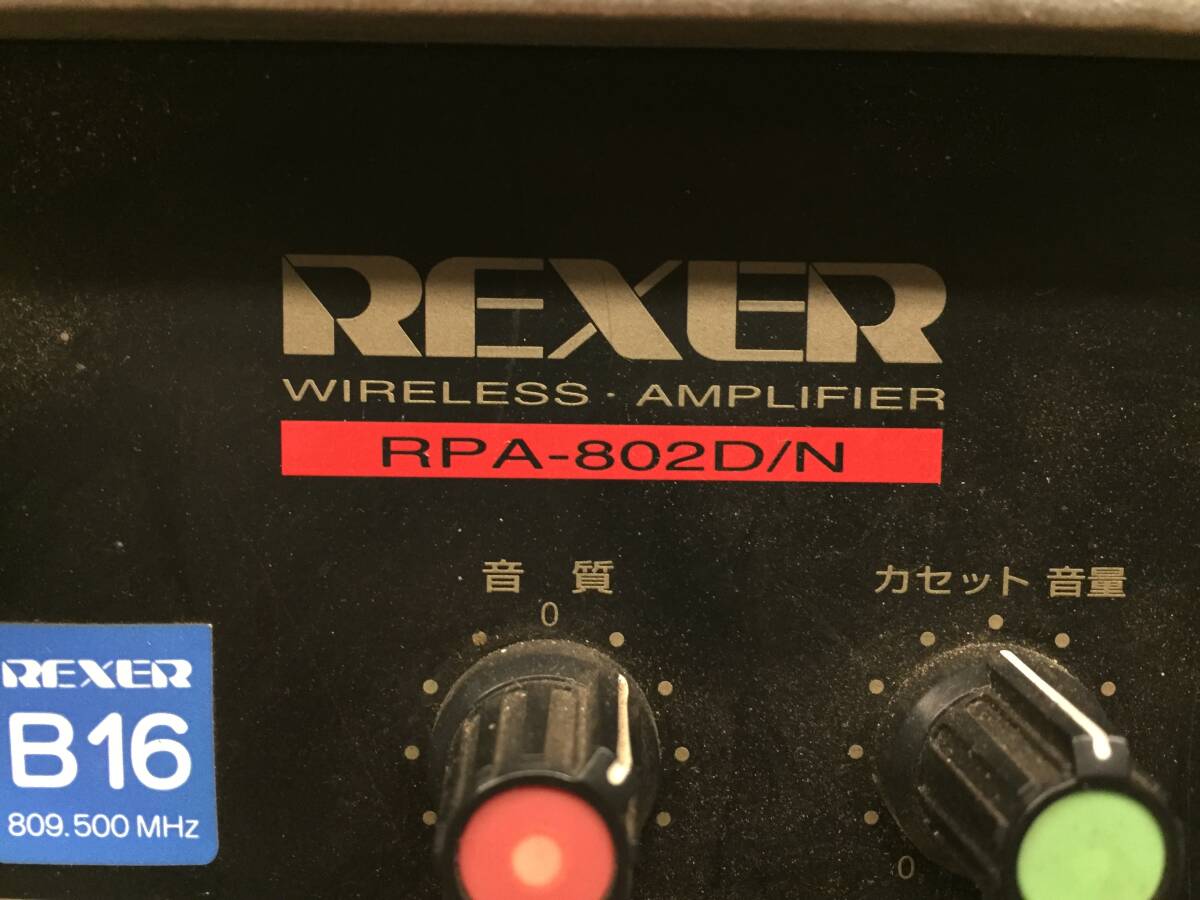 REXER
WIRELESS · AMPLIFIER
RPA-802D/N
音質
0
カセット 音量
0
REXER
B16
809.500 MHz